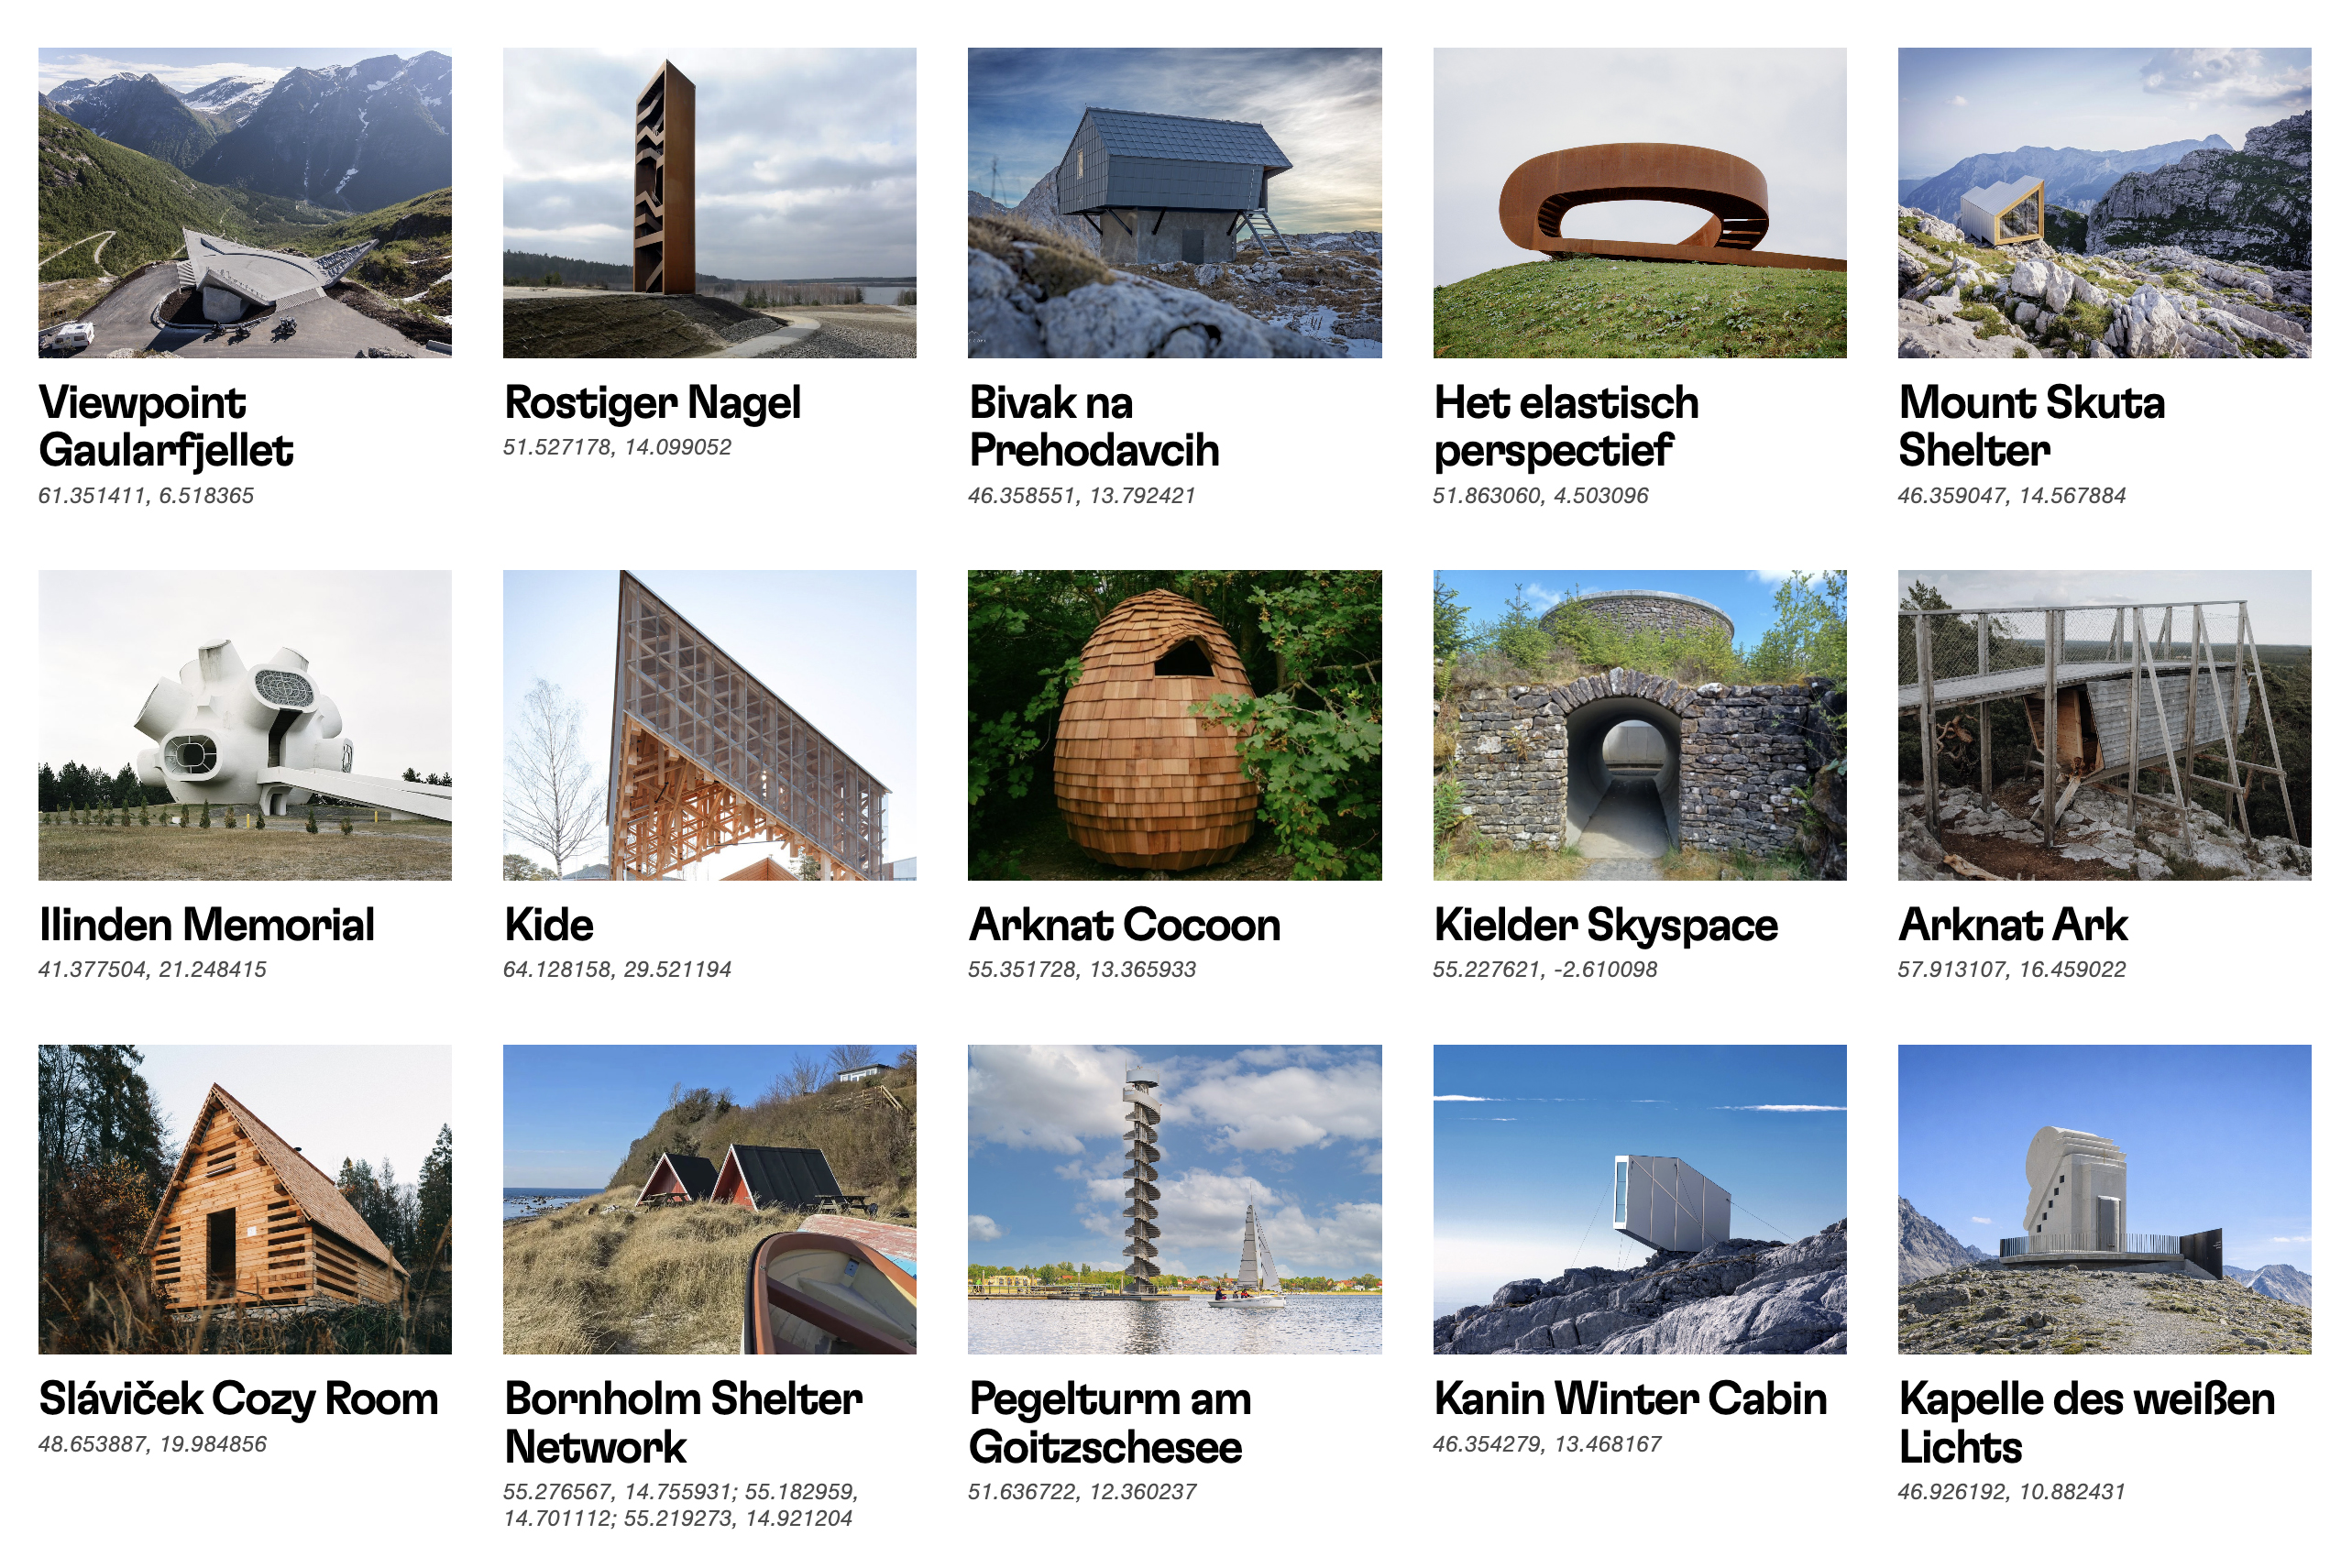 Viewpoint
Gaularfjellet
61.351411, 6.518365
Rostiger Nagel
51.527178, 14.099052
Bivak na
Prehodavcih
46.358551, 13.792421
Het elastisch
perspectief
51.863060, 4.503096
Mount Skuta
Shelter
46.359047, 14.567884
Ilinden Memorial
41.377504, 21.248415
Kide
64.128158, 29.521194
Arknat Cocoon
55.351728, 13.365933
Kielder Skyspace
55.227621, -2.610098
Arknat Ark
57.913107, 16.459022
Sláviček Cozy Room
48.653887, 19.984856
Bornholm Shelter
Network
55.276567, 14.755931; 55.182959,
14.701112; 55.219273, 14.921204
Pegelturm am
Goitzschesee
51.636722, 12.360237
Kanin Winter Cabin
46.354279, 13.468167
Kapelle des weißen
Lichts
46.926192, 10.882431